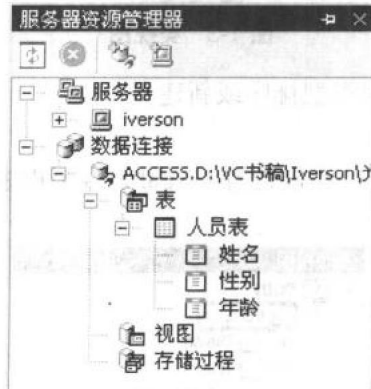 服务器资源管理器
服务器
iverson
数据连接
ACCESS.D:\VC书稿\Iverson\
表
人员表
姓名
性别
年龄
视图
存储过程